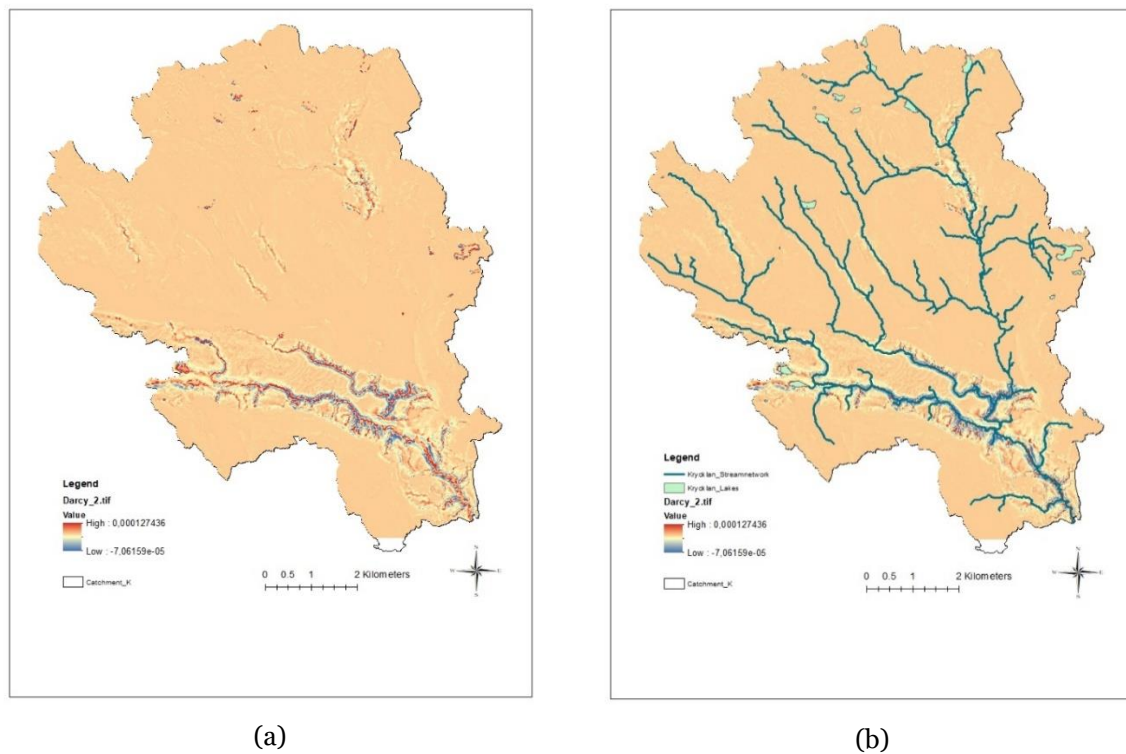 Legend
Darcy_2.tif
Value
High : 0,000127436
Low : -7,06159e-05
Catchment_K
0 0.5 1 2 Kilometers
N
W E
S
(a)
Legend
Krycklan_Streamnetwork
Krycklan_Lakes
Darcy_2.tif
Value
High : 0,000127436
Low : -7,06159e-05
Catchment_K
0 0.5 1 2 Kilometers
N
W E
S
(b)